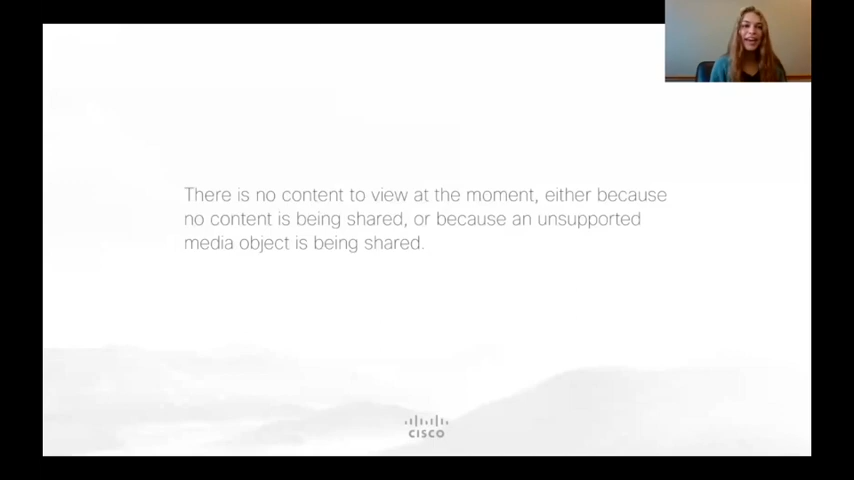 There is no content to view at the moment, either because
no content is being shared, or because an unsupported
media object is being shared.
CISCO